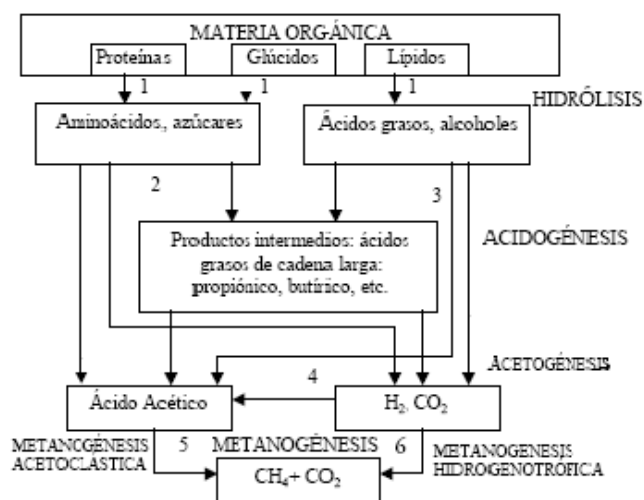 MATERIA ORGÁNICA
Proteínas
Glúcidos
Lípidos
1
1
1
HIDRÓLISIS
Aminoácidos, azúcares
Ácidos grasos, alcoholes
2
3
Productos intermedios: ácidos
grasos de cadena larga:
propiónico, butírico, etc.
ACIDOGÉNESIS
ACETOGÉNESIS
4
Ácido Acético
H₂, CO₂
METANOGÉNESIS
ACETOCLÁSTICA
5
METANOGÉNESIS
6
METANOGENESIS
HIDROGENOTRÓFICA
CH₄+ CO₂